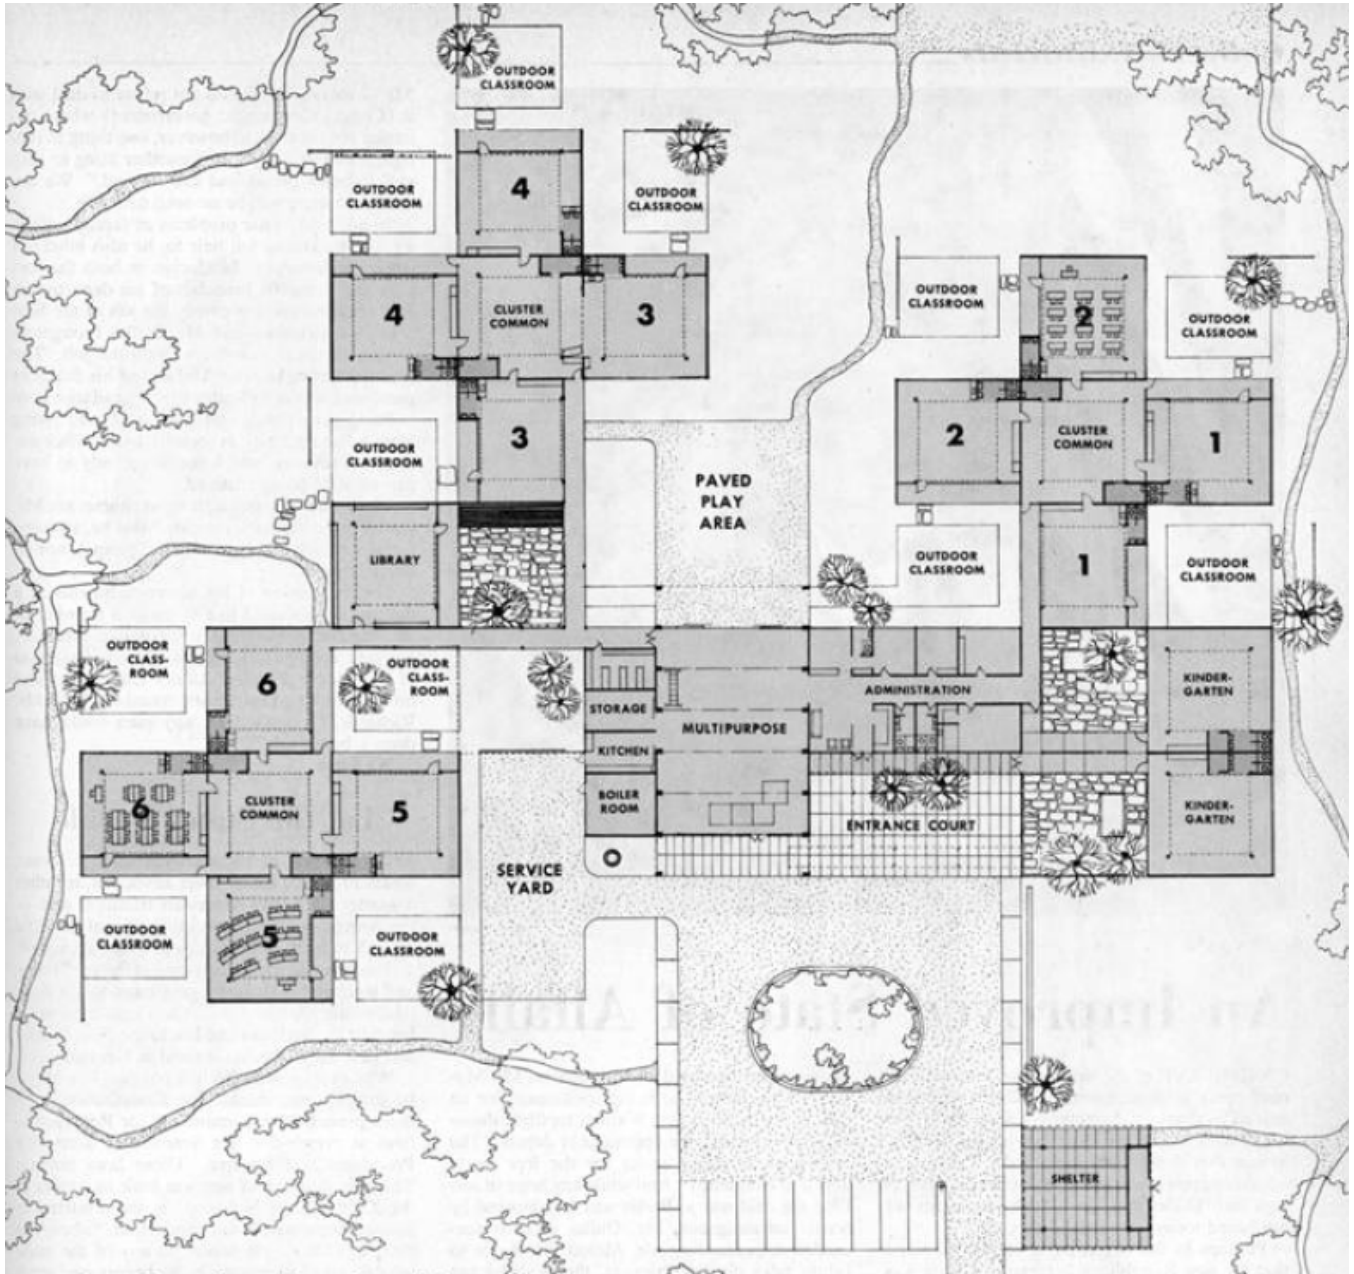 OUTDOOR
CLASSROOM
4
OUTDOOR
CLASSROOM
OUTDOOR
CLASSROOM
4
CLUSTER
COMMON
3
OUTDOOR
CLASSROOM
2
OUTDOOR
CLASSROOM
3
OUTDOOR
CLASSROOM
2
CLUSTER
COMMON
1
PAVED
PLAY
AREA
LIBRARY
OUTDOOR
CLASSROOM
1
OUTDOOR
CLASSROOM
OUTDOOR
CLASS-
ROOM
6
OUTDOOR
CLASS-
ROOM
STORAGE
MULTIPURPOSE
ADMINISTRATION
KINDER-
GARTEN
KITCHEN
6
CLUSTER
COMMON
5
BOILER
ROOM
ENTRANCE COURT
KINDER-
GARTEN
SERVICE
YARD
OUTDOOR
CLASSROOM
5
OUTDOOR
CLASSROOM
SHELTER